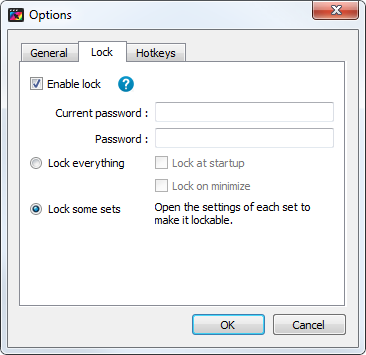 Options
General Lock Hotkeys
Enable lock ?
Current password :
Password :
Lock everything Lock at startup
Lock on minimize
Lock some sets Open the settings of each set to
make it lockable.
OK Cancel